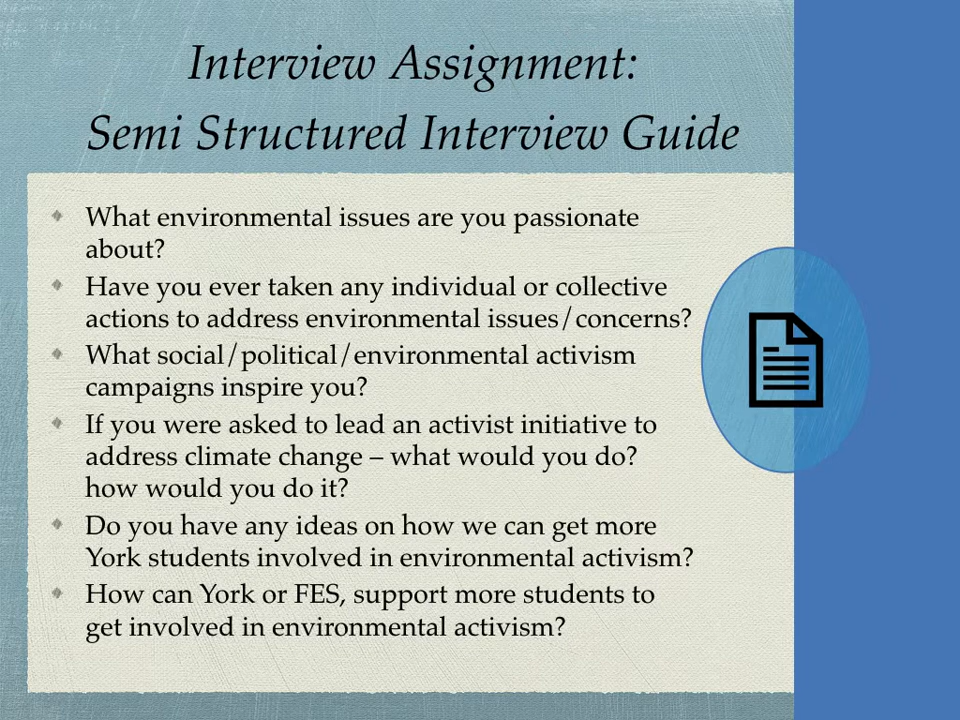 Interview Assignment:
Semi Structured Interview Guide
What environmental issues are you passionate
about?
Have you ever taken any individual or collective
actions to address environmental issues/concerns?
What social/political/environmental activism
campaigns inspire you?
If you were asked to lead an activist initiative to
address climate change – what would you do?
how would you do it?
Do you have any ideas on how we can get more
York students involved in environmental activism?
How can York or FES, support more students to
get involved in environmental activism?